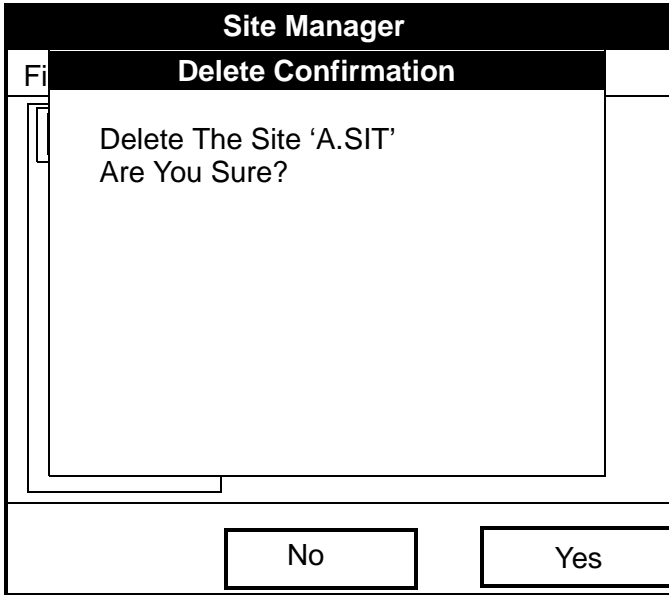 Site Manager
Fi
Delete Confirmation
Delete The Site ‘A.SIT’
Are You Sure?
No
Yes